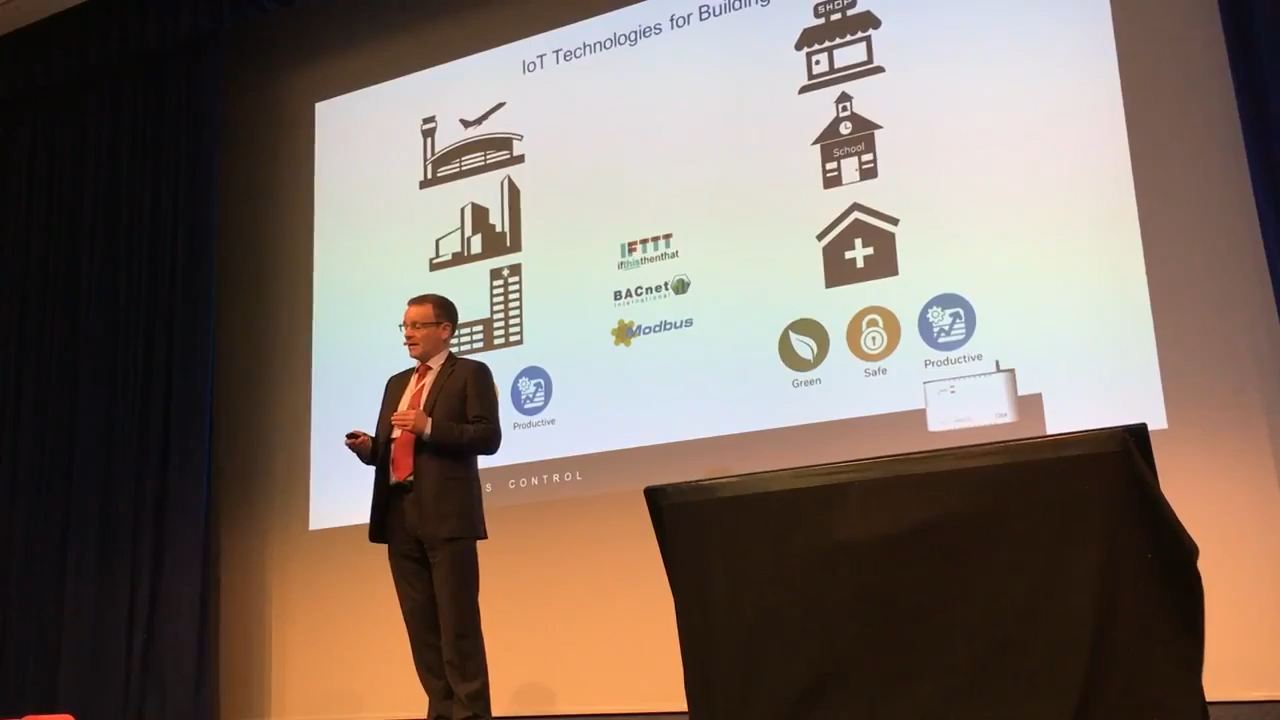 IoT Technologies for Building
SHOP
School
IFTTT
ifthisthenthat
BACnet
International
Modbus
Green
Safe
Productive
Productive
S CONTROL